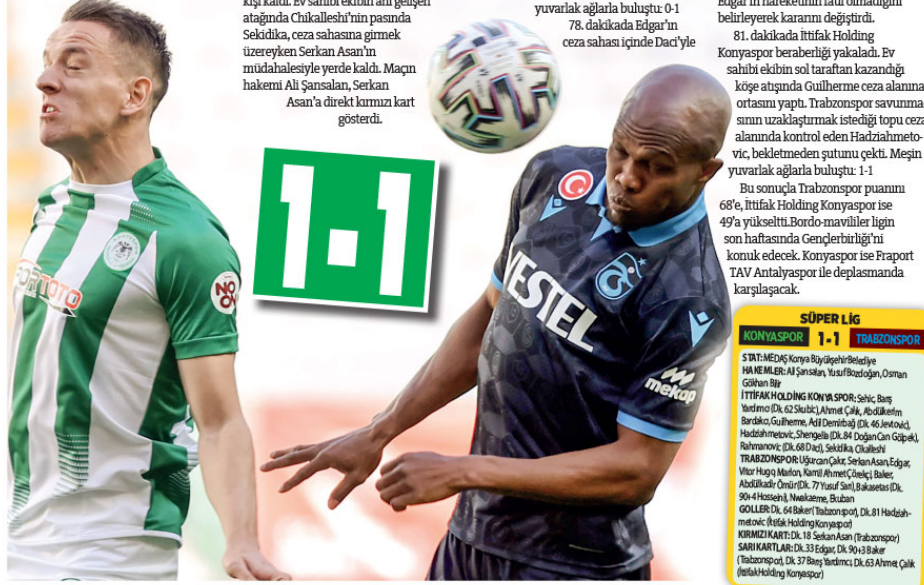 kişi kaldı. Ev sahibi ekibin ani gelişen
atağında Chikalleshi'nin pasında
Sekidika, ceza sahasına girmek
üzereyken Serkan Asan'ın
müdahalesiyle yerde kaldı. Maçın
hakemi Ali Şansalan, Serkan
Asan'a direkt kırmızı kart
gösterdi.
yuvarlak ağlarla buluştu: 0-1
78. dakikada Edgar'ın
ceza sahası içinde Daci'yle
Edgar'ın hareketinin faul olmadığını
belirleyerek kararını değiştirdi.
81. dakikada İttifak Holding
Konyaspor beraberliği yakaladı. Ev
sahibi ekibin sol taraftan kazandığı
köşe atışında Guilherme ceza alanına
ortasını yaptı. Trabzonspor savunma-
sının uzaklaştırmak istediği topu ceza
alanında kontrol eden Hadziahmeto-
vic, bekletmeden şutunu çekti. Meşin
yuvarlak ağlarla buluştu: 1-1
Bu sonuçla Trabzonspor puanını
68'e, İttifak Holding Konyaspor ise
49'a yükseltti.Bordo-mavililer ligin
son haftasında Gençlerbirliği'ni
konuk edecek. Konyaspor ise Fraport
TAV Antalyaspor ile deplasmanda
karşılaşacak.
1-1
FORTOTO
VESTEL
mekap
SÜPER LİG
KONYASPOR 1-1 TRABZONSPOR
STAT: MEDAŞ Konya Büyükşehir Belediye
HAKEMLER: Ali Şansalan, Yusuf Bozdoğan, Osman
Gökhan Bilir
İTTİFAK HOLDİNG KONYASPOR: Sehic, Barış
Yardımcı (Dk. 62 Skubic), Ahmet Çalık, Abdülkerim
Bardakcı, Guilherme, Adil Demirbağ (Dk. 46 Jevtovic),
Hadziahmetovic, Shengelia (Dk.84 Doğan Can Gölpek),
Rahmanovic (Dk. 68 Daci), Sekidika, Cikalleshi
TRABZONSPOR: Uğurcan Çakır, Serkan Asan, Edgar,
Vitor Hugo, Marlon, Kamil Ahmet Çörekçi, Baker,
Abdülkadir Ömür (Dk. 77 Yusuf Sarı), Bakasetas (Dk.
90+4 Hosseini), Nwakaeme, Ekuban
GOLLER: Dk. 64 Baker (Trabzonspor), Dk. 81 Hadziah-
metovic (İttifak Holding Konyaspor)
KIRMIZI KART: Dk. 18 Serkan Asan (Trabzonspor)
SARI KARTLAR: Dk. 33 Edgar, Dk. 90+3 Baker
(Trabzonspor), Dk. 37 Barış Yardımcı, Dk. 63 Ahmet Çalık
(İttifak Holding Konyaspor)